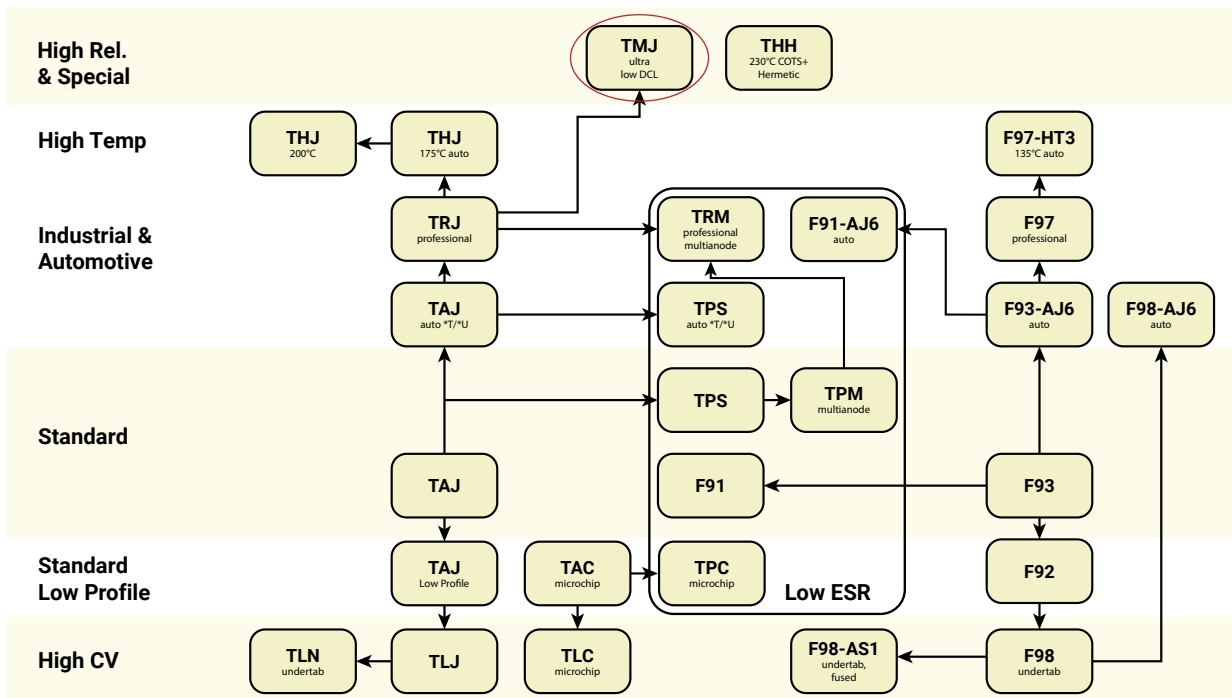 High Rel.
& Special
TMJ
ultra
low DCL
THH
230°C COTS+
Hermetic
High Temp
THJ
200°C
THJ
175°C auto
F97-HT3
135°C auto
Industrial &
Automotive
TRJ
professional
TRM
professional
multianode
F91-AJ6
auto
F97
professional
TAJ
auto *T/*U
TPS
auto *T/*U
F93-AJ6
auto
F98-AJ6
auto
Standard
TPS
TPM
multianode
TAJ
F91
F93
Standard
Low Profile
TAJ
Low Profile
TAC
microchip
TPC
microchip
Low ESR
F92
High CV
TLN
undertab
TLJ
TLC
microchip
F98-AS1
undertab,
fused
F98
undertab